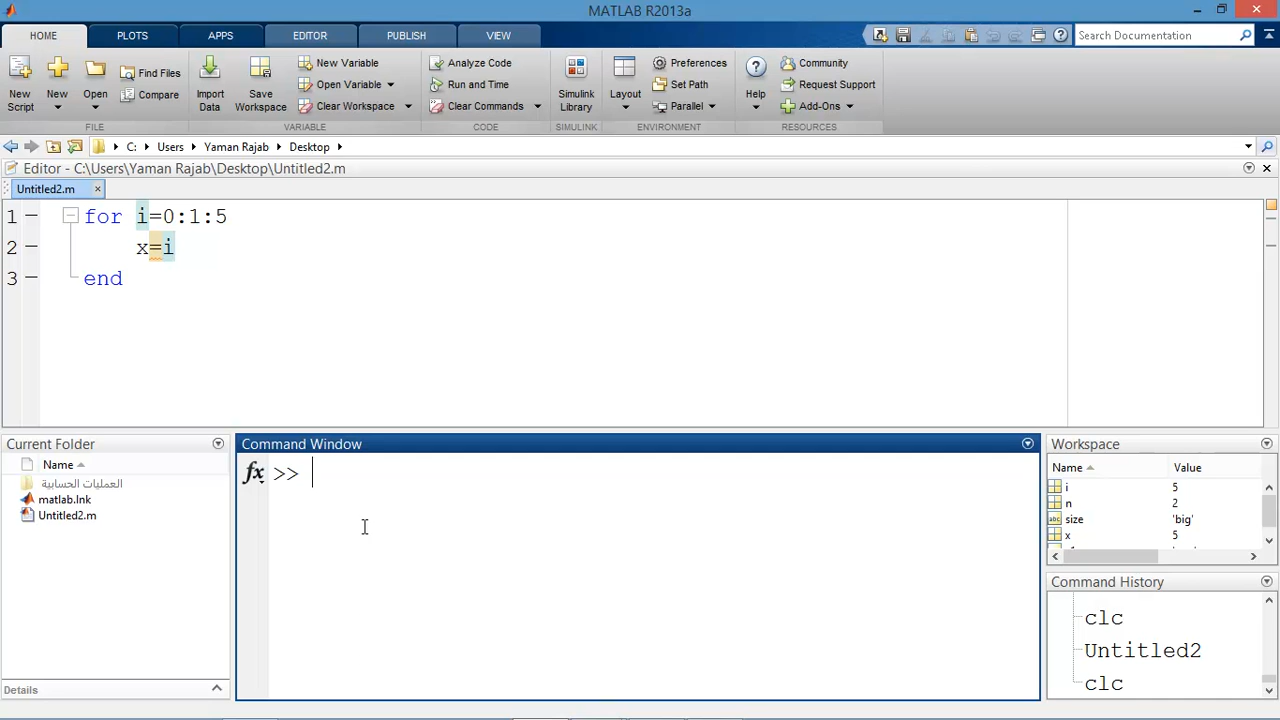 MATLAB R2013a
HOME PLOTS APPS EDITOR PUBLISH VIEW
Search Documentation
New Script
New
Open
Find Files
Compare
FILE
Import Data
Save Workspace
New Variable
Open Variable
Clear Workspace
VARIABLE
Analyze Code
Run and Time
Clear Commands
CODE
Simulink Library
SIMULINK
Layout
Preferences
Set Path
Parallel
ENVIRONMENT
Help
Community
Request Support
Add-Ons
RESOURCES
C: Users Yaman Rajab Desktop
Editor - C:\Users\Yaman Rajab\Desktop\Untitled2.m
Untitled2.m
1 for i=0:1:5
2 x=i
3 end
Current Folder
Name
العمليات الحسابية
matlab.lnk
Untitled2.m
Details
Command Window
fx >>
Workspace
Name Value
i 5
n 2
size 'big'
x 5
Command History
clc
Untitled2
clc